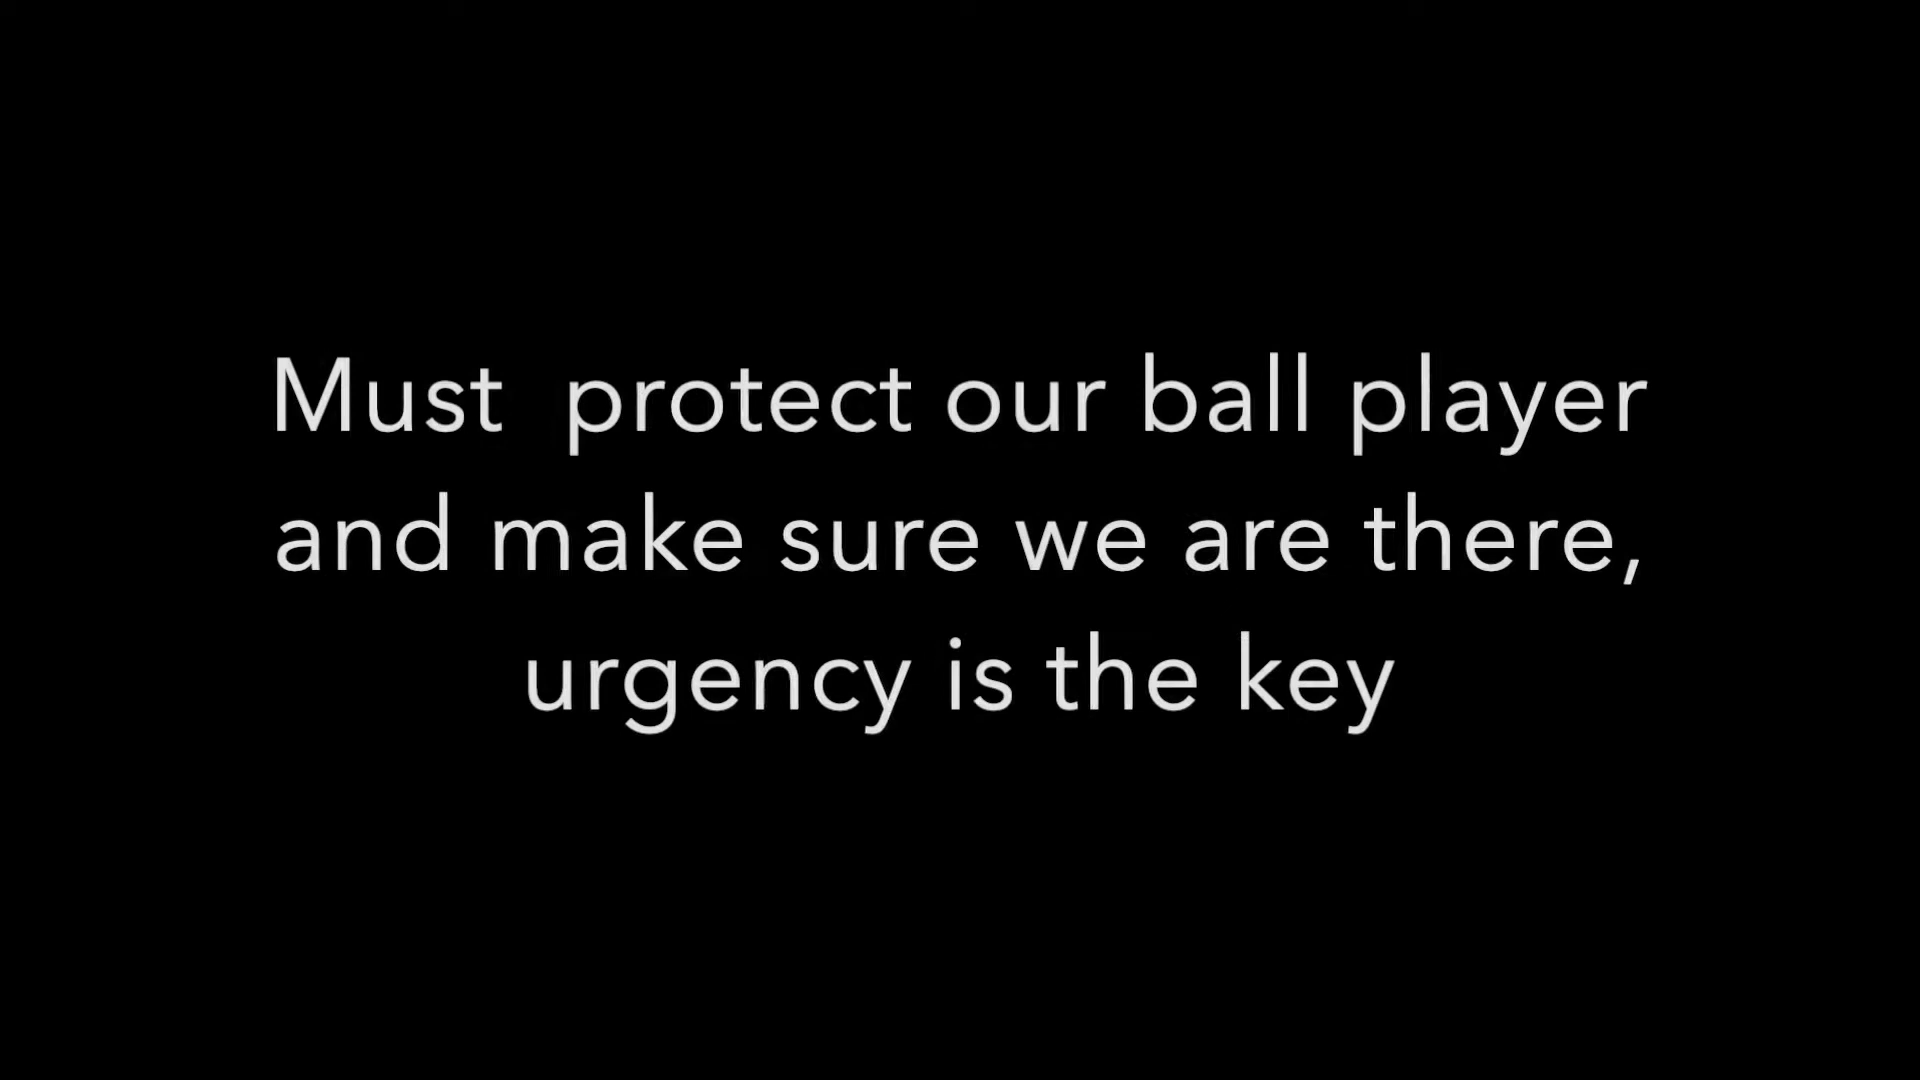 Must  protect our ball player
and make sure we are there,
urgency is the key